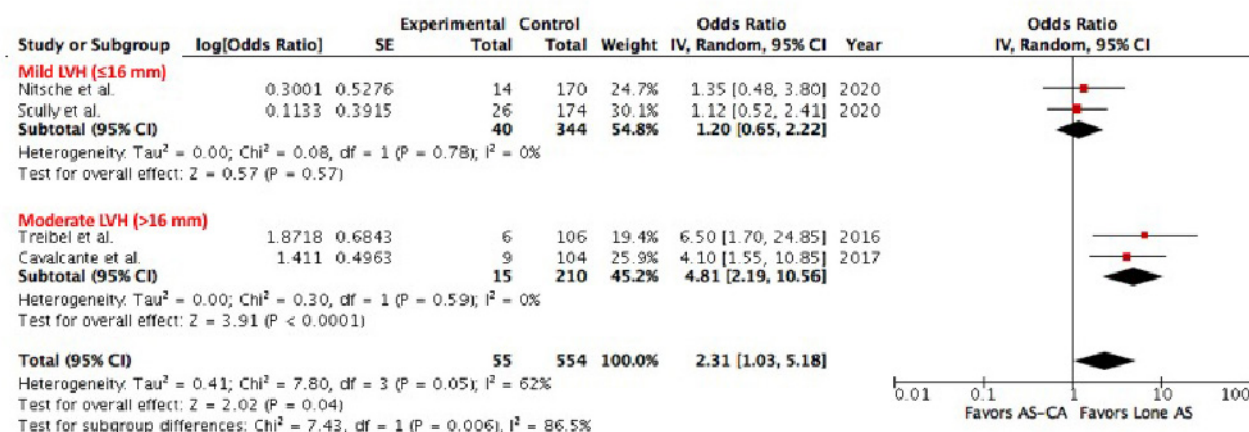 Experimental Control Odds Ratio Odds Ratio
Study or Subgroup log[Odds Ratio] SE Total Total Weight IV, Random, 95% CI Year IV, Random, 95% CI
Mild LVH (≤16 mm)
Nitsche et al. 0.3001 0.5276 14 170 24.7% 1.35 [0.48, 3.80] 2020
Scully et al. 0.1133 0.3915 26 174 30.1% 1.12 [0.52, 2.41] 2020
Subtotal (95% CI) 40 344 54.8% 1.20 [0.65, 2.22]
Heterogeneity: Tau² = 0.00; Chi² = 0.08, df = 1 (P = 0.78); I² = 0%
Test for overall effect: Z = 0.57 (P = 0.57)
Moderate LVH (>16 mm)
Treibel et al. 1.8718 0.6843 6 106 19.4% 6.50 [1.70, 24.85] 2016
Cavalcante et al. 1.411 0.4963 9 104 25.9% 4.10 [1.55, 10.85] 2017
Subtotal (95% CI) 15 210 45.2% 4.81 [2.19, 10.56]
Heterogeneity: Tau² = 0.00; Chi² = 0.30, df = 1 (P = 0.59); I² = 0%
Test for overall effect: Z = 3.91 (P < 0.0001)
Total (95% CI) 55 554 100.0% 2.31 [1.03, 5.18]
Heterogeneity: Tau² = 0.41; Chi² = 7.80, df = 3 (P = 0.05); I² = 62%
Test for overall effect: Z = 2.02 (P = 0.04)
Test for subgroup differences: Chi² = 7.43, df = 1 (P = 0.006), I² = 86.5%
0.01 0.1 1 10 100
Favors AS-CA Favors Lone AS